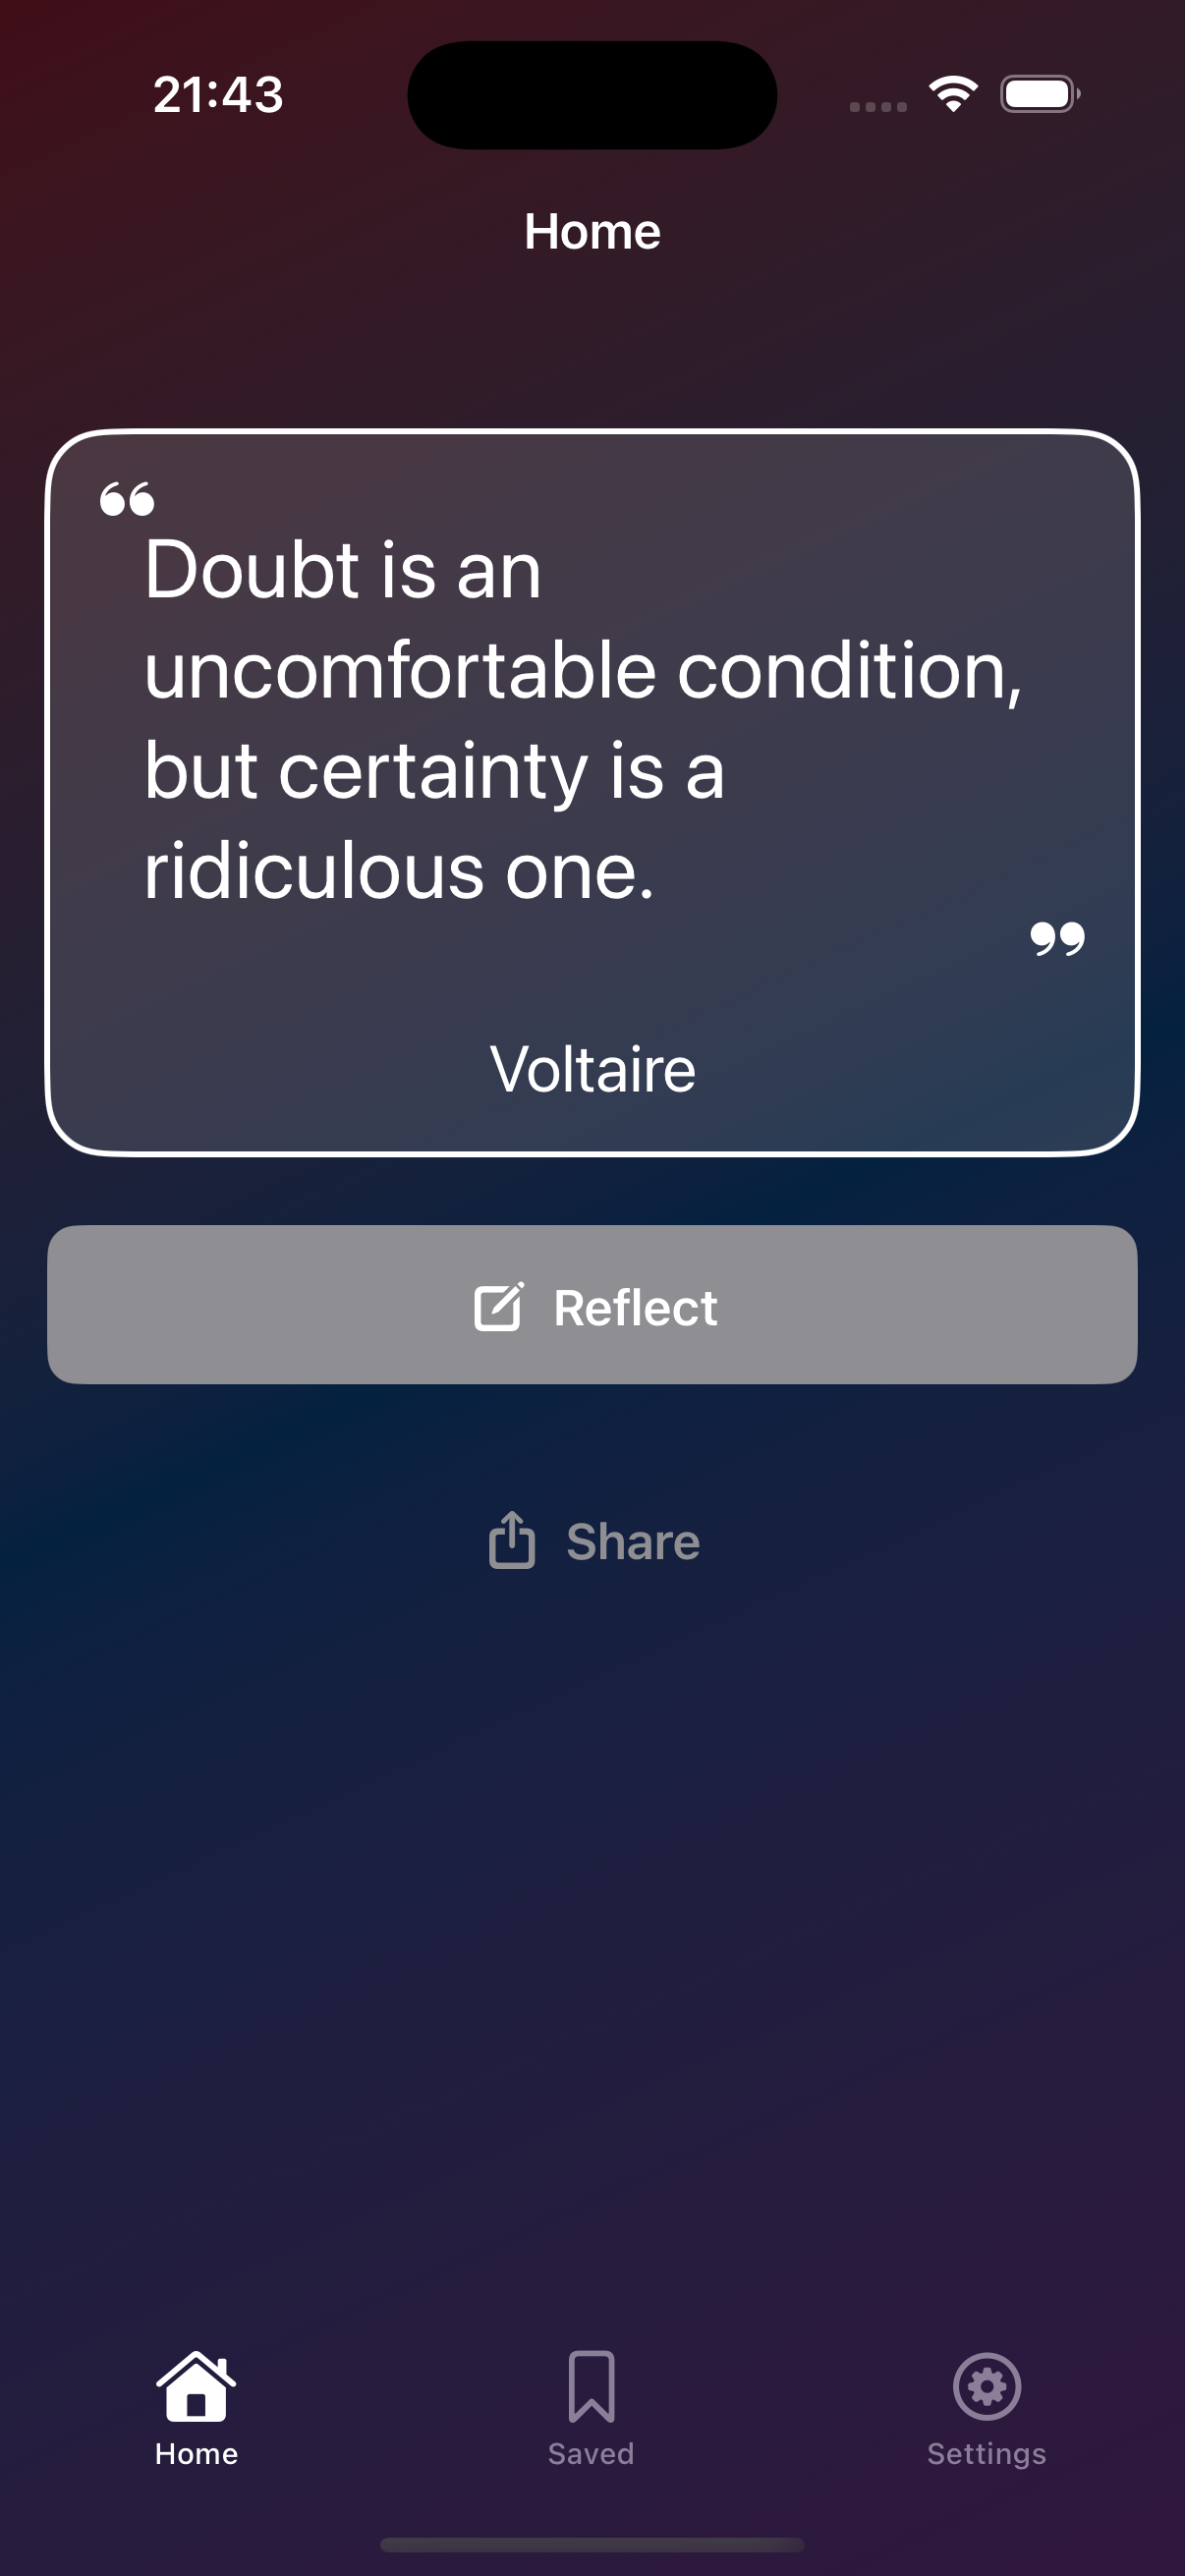 21:43
Home
“
Doubt is an
uncomfortable condition,
but certainty is a
ridiculous one.
”
Voltaire
Reflect
Share
Home
Saved
Settings